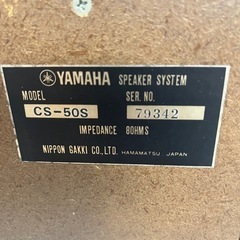 YAMAHA SPEAKER SYSTEM
MODEL SER. NO.
CS-50S 79342
IMPEDANCE 8OHMS
NIPPON GAKKI CO., LTD. HAMAMATSU JAPAN